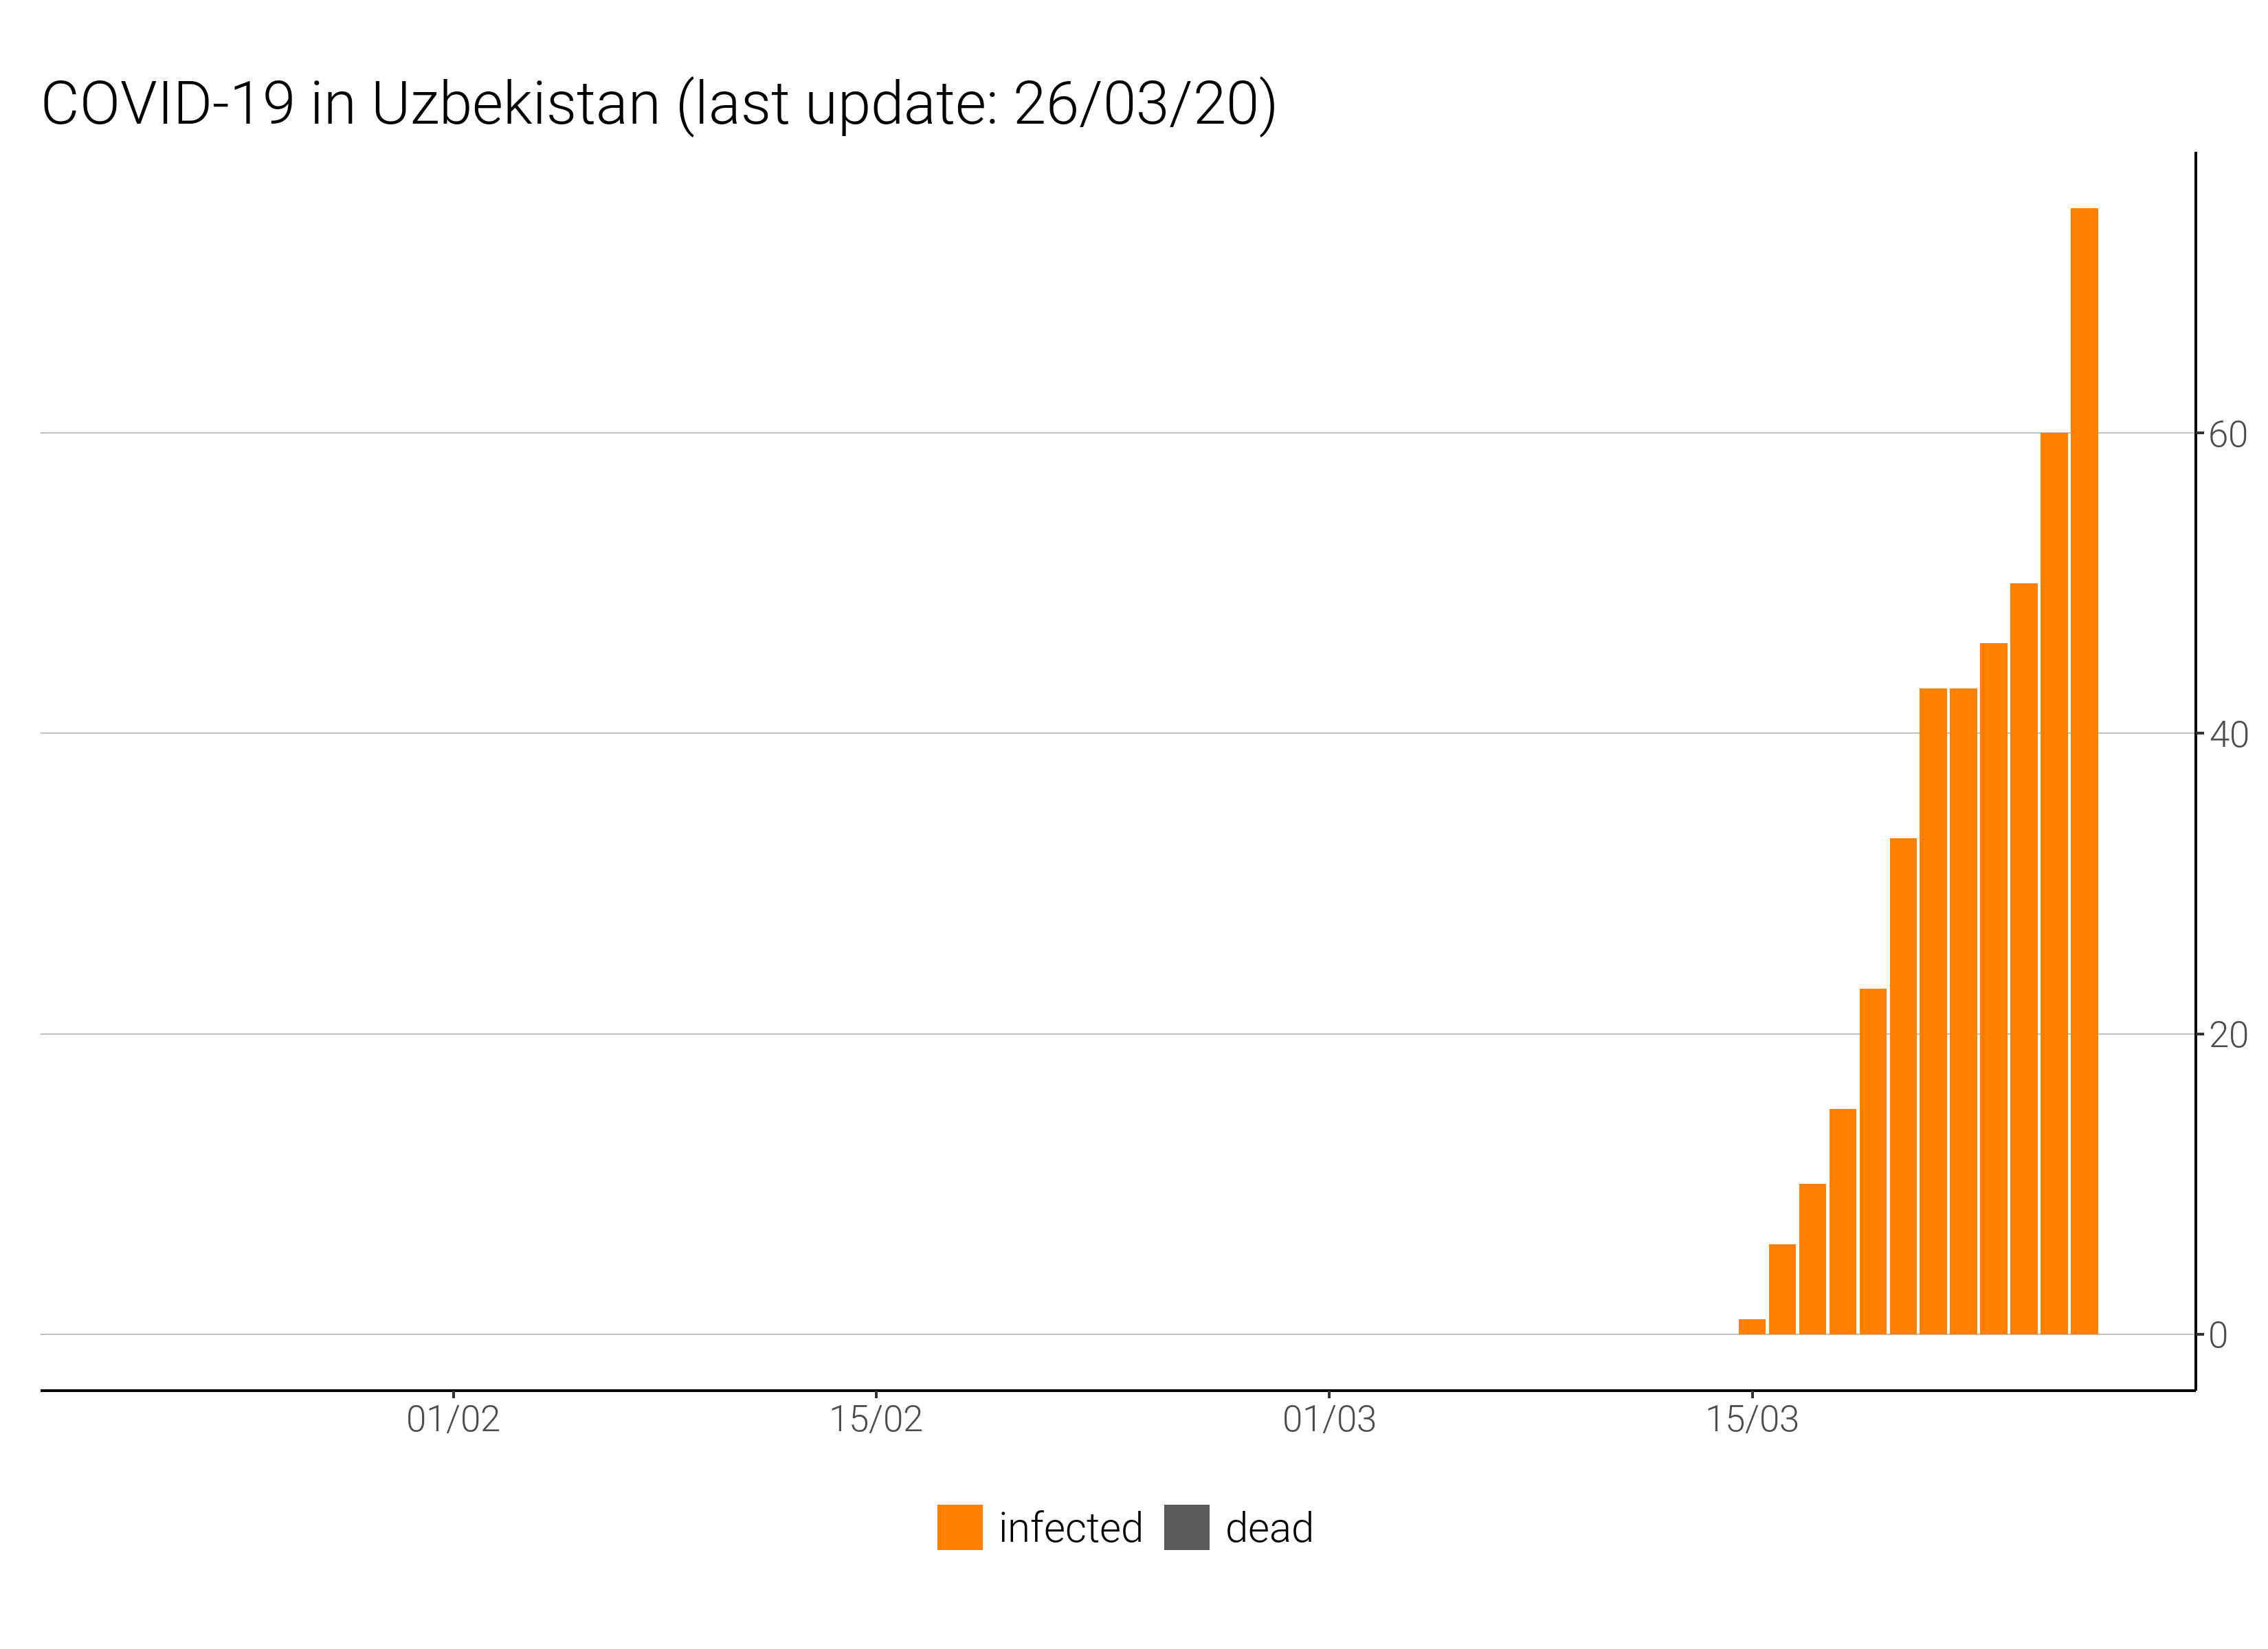 COVID-19 in Uzbekistan (last update: 26/03/20)
60
40
20
0
01/02 15/02 01/03 15/03
infected dead